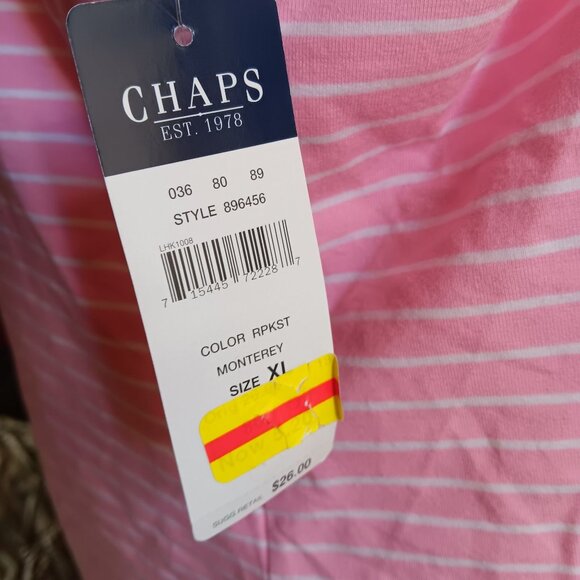 CHAPS
EST. 1978
036 80 89
STYLE 896456
LHK1008
7 15445 72228 7
COLOR RPKST
MONTEREY
SIZE XL
Now
SUGG RETAIL $26.00